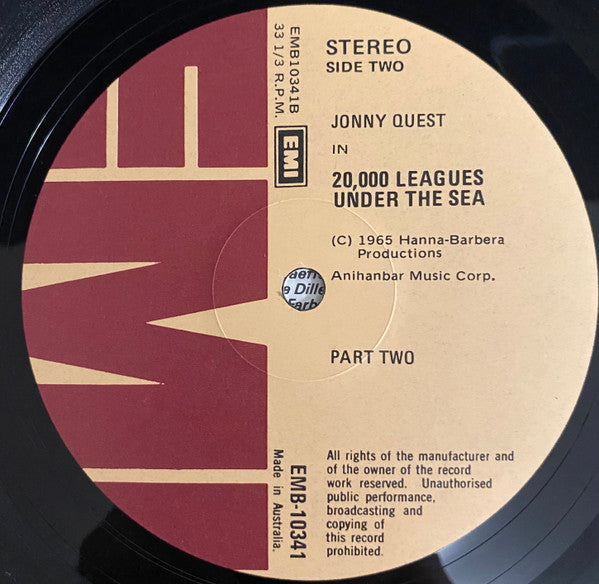 STEREO
SIDE TWO
EMB10341B
33 1/3 R.P.M.
EMI
JONNY QUEST
IN
20,000 LEAGUES
UNDER THE SEA
(C) 1965 Hanna-Barbera
Productions
Anihanbar Music Corp.
PART TWO
All rights of the manufacturer and
of the owner of the record
work reserved. Unauthorised
public performance,
broadcasting and
copying of
this record
prohibited.
EMB-10341
Made in Australia.
EMI